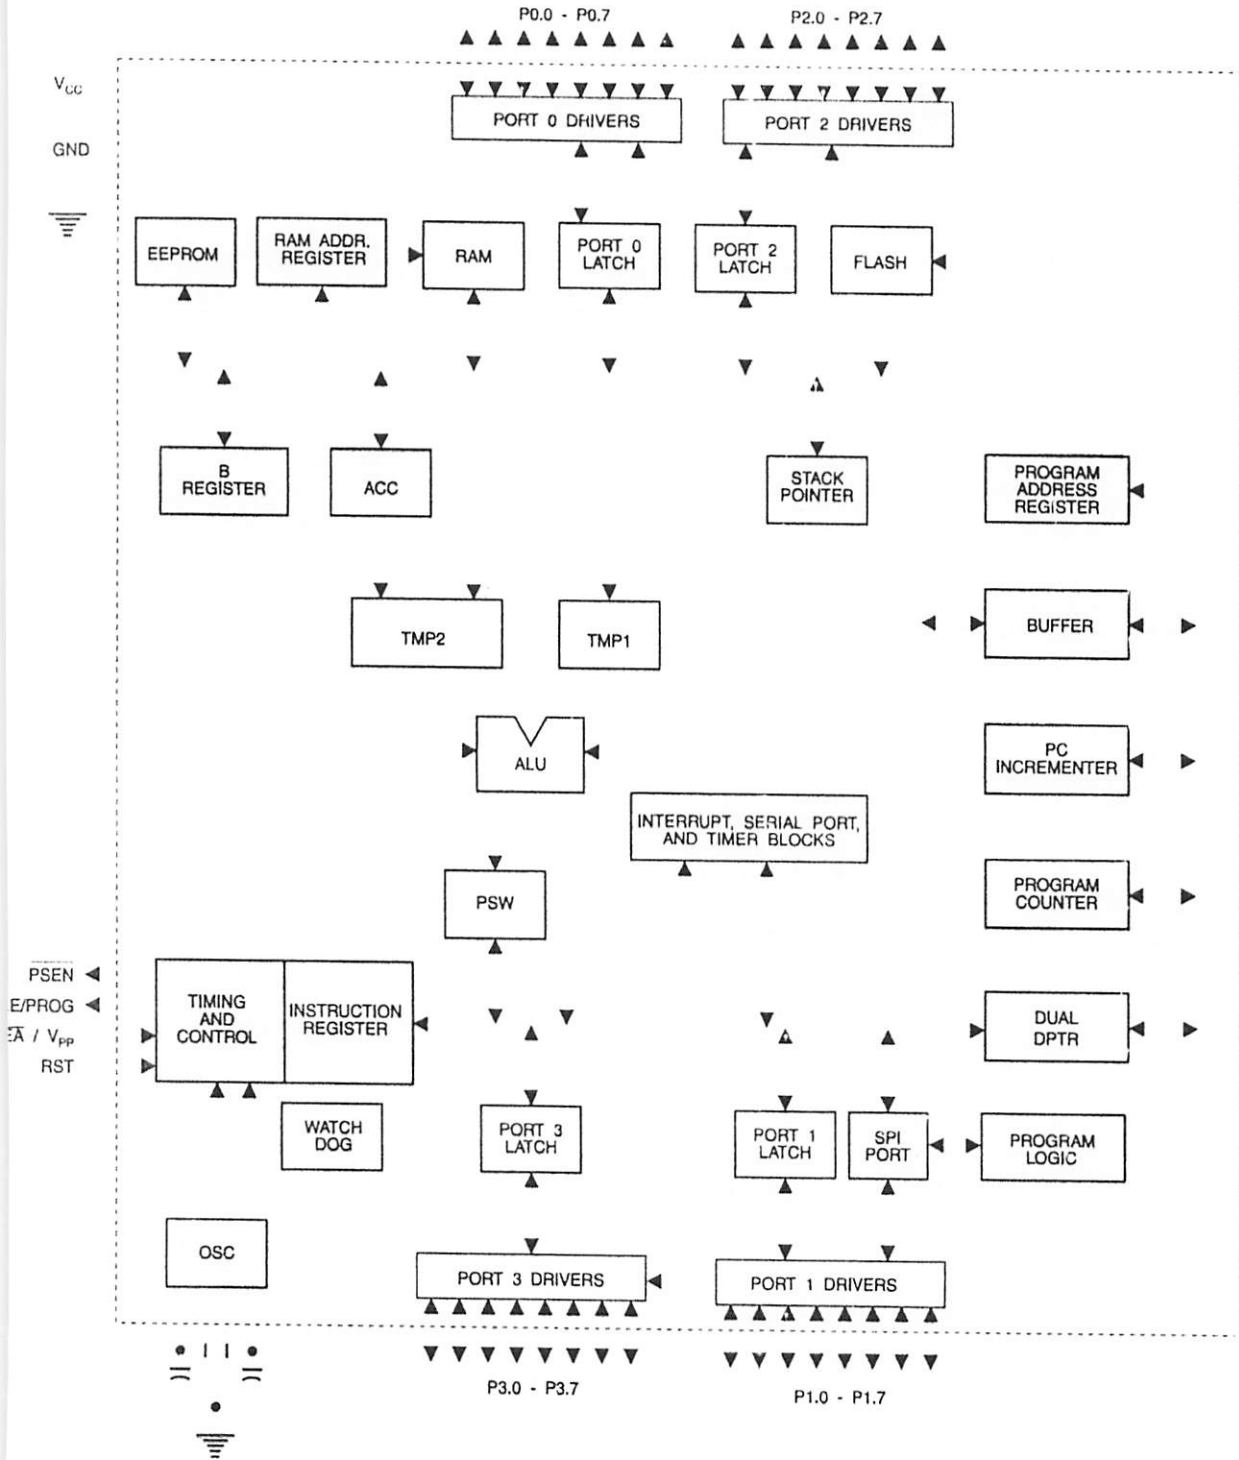 P0.0 - P0.7
P2.0 - P2.7
VCC
PORT 0 DRIVERS
PORT 2 DRIVERS
GND
EEPROM
RAM ADDR.
REGISTER
RAM
PORT 0
LATCH
PORT 2
LATCH
FLASH
B
REGISTER
ACC
STACK
POINTER
PROGRAM
ADDRESS
REGISTER
TMP2
TMP1
BUFFER
ALU
PC
INCREMENTER
INTERRUPT, SERIAL PORT,
AND TIMER BLOCKS
PSW
PROGRAM
COUNTER
PSEN
E/PROG
EA / VPP
RST
TIMING
AND
CONTROL
INSTRUCTION
REGISTER
DUAL
DPTR
WATCH
DOG
PORT 3
LATCH
PORT 1
LATCH
SPI
PORT
PROGRAM
LOGIC
OSC
PORT 3 DRIVERS
PORT 1 DRIVERS
P3.0 - P3.7
P1.0 - P1.7